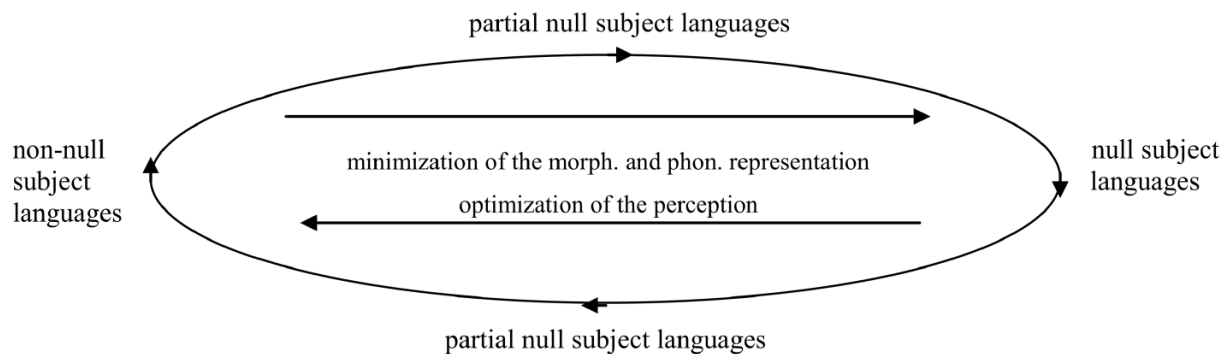 partial null subject languages
non-null
subject
languages
minimization of the morph. and phon. representation
optimization of the perception
null subject
languages
partial null subject languages